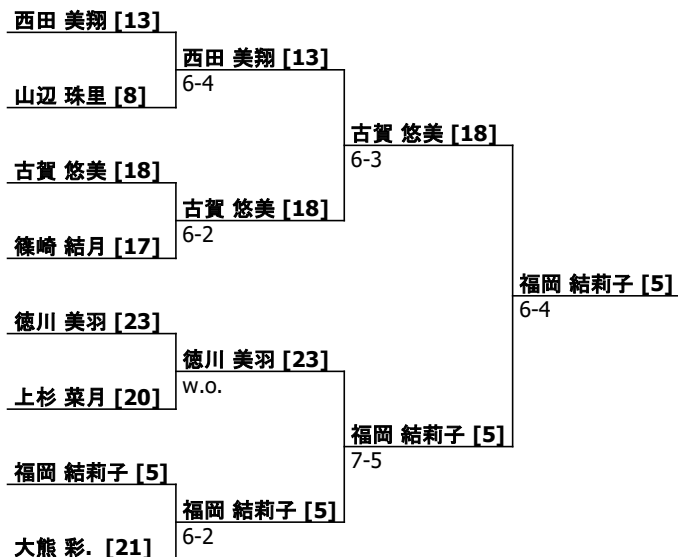 西田 美翔 [13]
西田 美翔 [13]
6-4
山辺 珠里 [8]
古賀 悠美 [18]
6-3
古賀 悠美 [18]
古賀 悠美 [18]
6-2
篠崎 結月 [17]
福岡 結莉子 [5]
6-4
徳川 美羽 [23]
徳川 美羽 [23]
w.o.
上杉 菜月 [20]
福岡 結莉子 [5]
7-5
福岡 結莉子 [5]
福岡 結莉子 [5]
6-2
大熊 彩. [21]